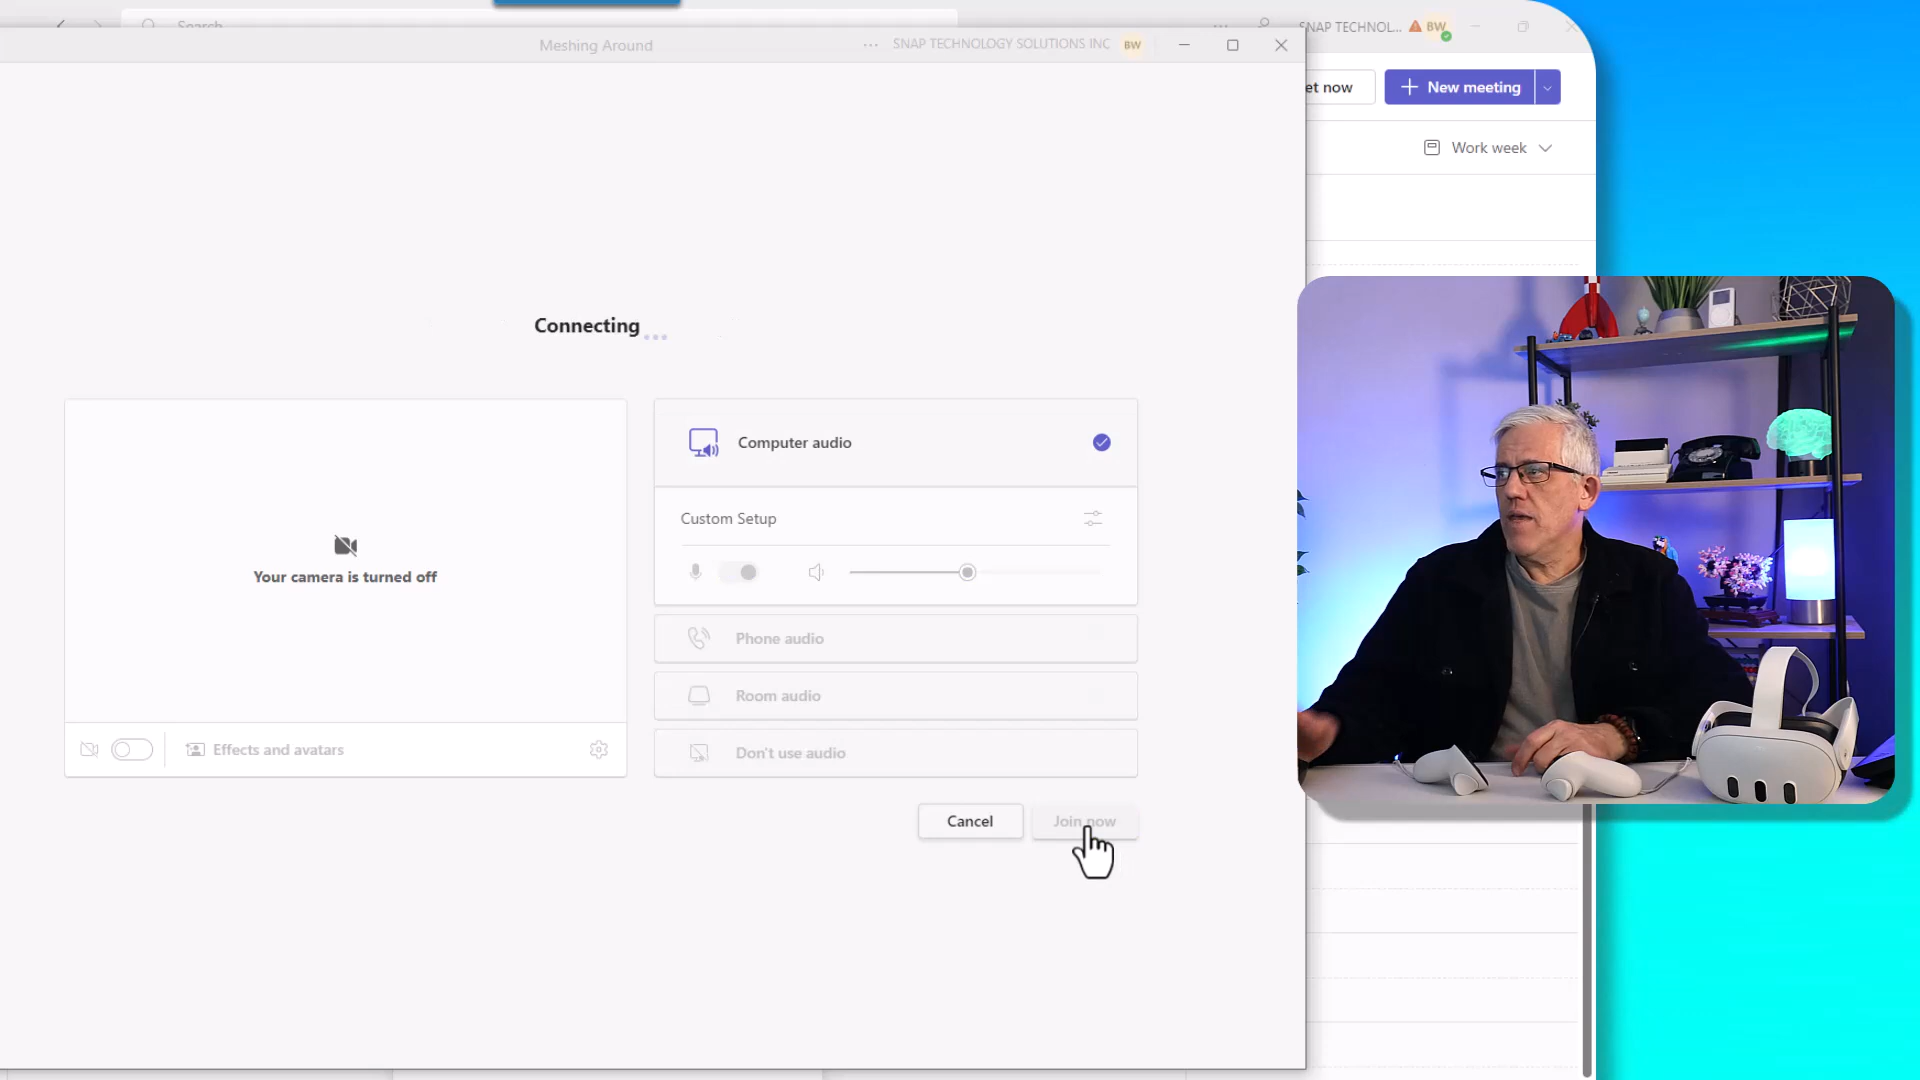 Search
SNAP TECHNOL... BW
Meshing Around
SNAP TECHNOLOGY SOLUTIONS INC BW
et now
New meeting
Work week
Connecting...
Computer audio
Custom Setup
Your camera is turned off
Phone audio
Room audio
Effects and avatars
Don't use audio
Cancel
Join now